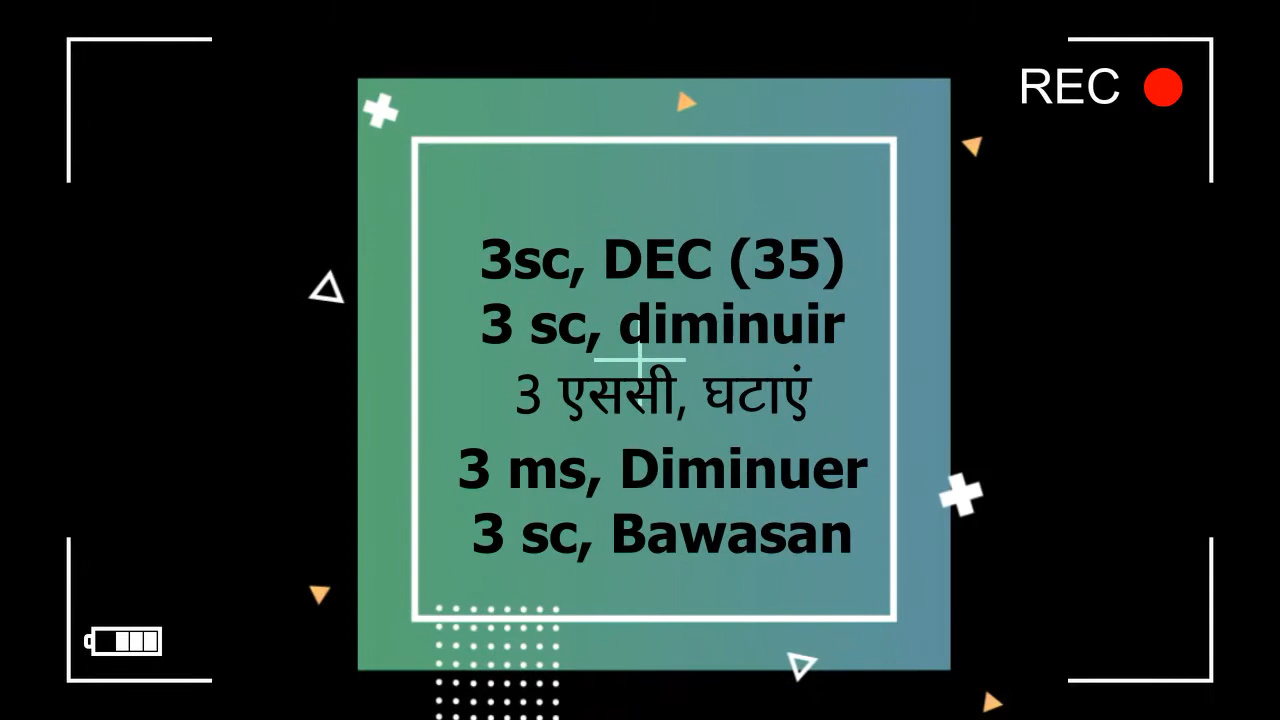 REC
3sc, DEC (35)
3 sc, diminuir
3 एससी, घटाएं
3 ms, Diminuer
3 sc, Bawasan